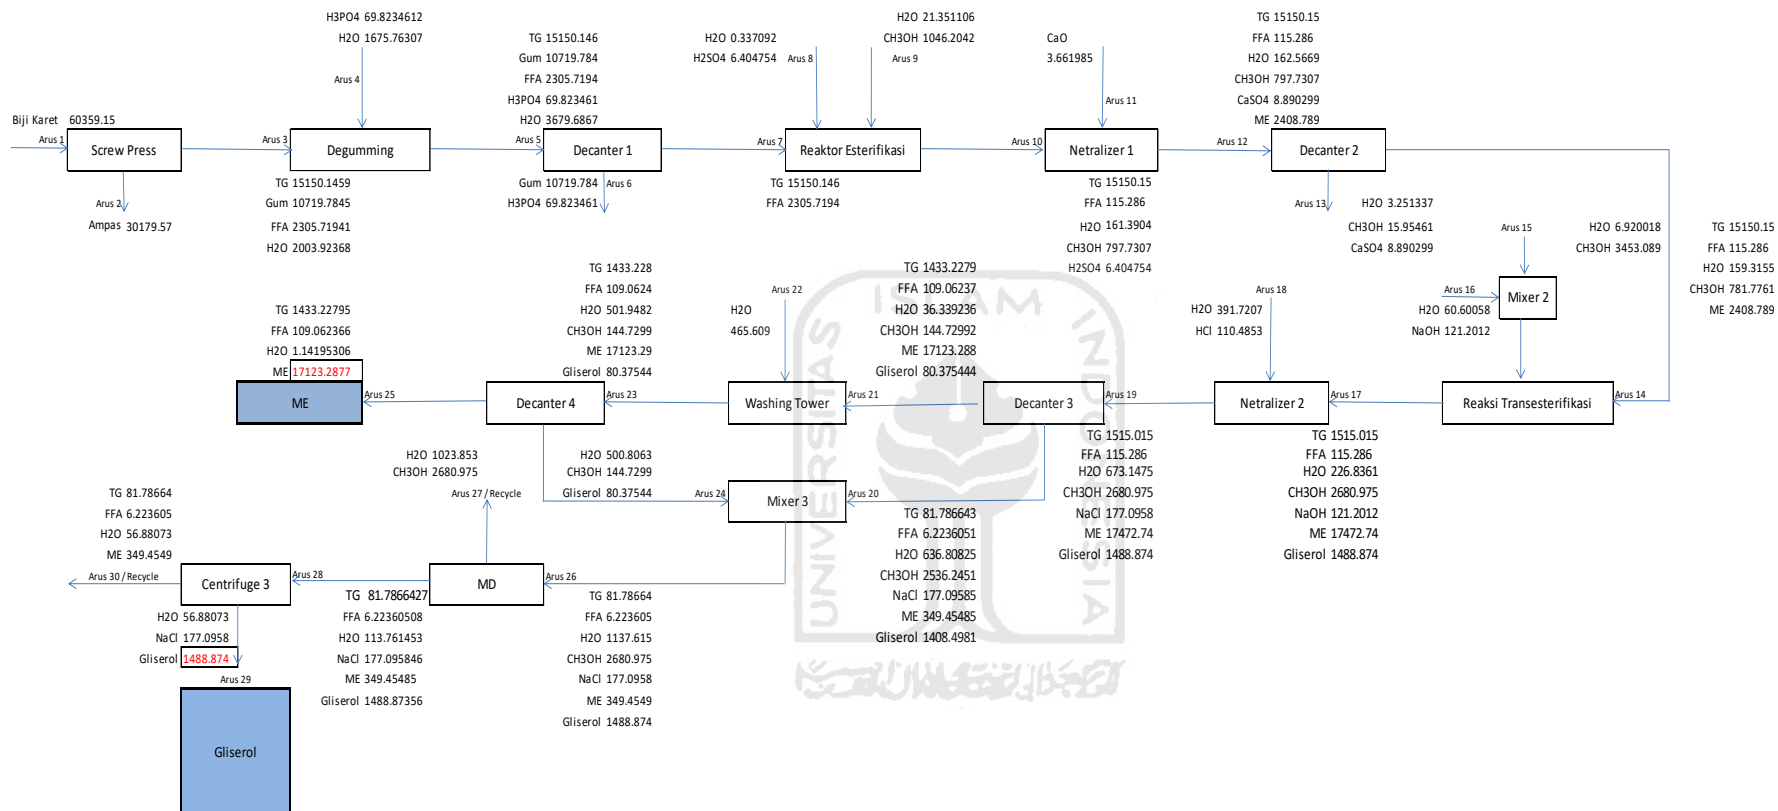 H3PO4 69.8234612
H2O 1675.76307
Arus 4
TG 15150.146
Gum 10719.784
FFA 2305.7194
H3PO4 69.823461
H2O 3679.6867
H2O 0.337092
H2SO4 6.404754
Arus 8
H2O 21.351106
CH3OH 1046.2042
Arus 9
CaO
3.661985
Arus 11
TG 15150.15
FFA 115.286
H2O 162.5669
CH3OH 797.7307
CaSO4 8.890299
ME 2408.789
Biji Karet 60359.15
Arus 1
Screw Press
Arus 3
Degumming
Arus 5
Decanter 1
Arus 7
Reaktor Esterifikasi
Arus 10
Netralizer 1
Arus 12
Decanter 2
Arus 2
Ampas 30179.57
TG 15150.1459
Gum 10719.7845
FFA 2305.71941
H2O 2003.92368
Gum 10719.784
H3PO4 69.823461
Arus 6
TG 15150.146
FFA 2305.7194
TG 15150.15
FFA 115.286
H2O 161.3904
CH3OH 797.7307
H2SO4 6.404754
Arus 13
H2O 3.251337
CH3OH 15.95461
CaSO4 8.890299
Arus 15
H2O 6.920018
CH3OH 3453.089
TG 15150.15
FFA 115.286
H2O 159.3155
CH3OH 781.7761
ME 2408.789
TG 1433.22795
FFA 109.062366
H2O 1.14195306
ME 17123.2877
TG 1433.228
FFA 109.0624
H2O 501.9482
CH3OH 144.7299
ME 17123.29
Gliserol 80.37544
Arus 22
H2O
465.609
TG 1433.2279
FFA 109.06237
H2O 36.339236
CH3OH 144.72992
ME 17123.288
Gliserol 80.375444
Arus 18
H2O 391.7207
HCl 110.4853
Arus 16
H2O 60.60058
NaOH 121.2012
Mixer 2
ME
Arus 25
Decanter 4
Arus 23
Washing Tower
Arus 21
Decanter 3
Arus 19
Netralizer 2
Arus 17
Reaksi Transesterifikasi
Arus 14
H2O 1023.853
CH3OH 2680.975
Arus 27 / Recycle
H2O 500.8063
CH3OH 144.7299
Gliserol 80.37544
Arus 24
Mixer 3
Arus 20
TG 1515.015
FFA 115.286
H2O 673.1475
CH3OH 2680.975
NaCl 177.0958
ME 17472.74
Gliserol 1488.874
TG 1515.015
FFA 115.286
H2O 226.8361
CH3OH 2680.975
NaOH 121.2012
ME 17472.74
Gliserol 1488.874
TG 81.786643
FFA 6.2236051
H2O 636.80825
CH3OH 2536.2451
NaCl 177.09585
ME 349.45485
Gliserol 1408.4981
TG 81.78664
FFA 6.223605
H2O 56.88073
ME 349.4549
Arus 30 / Recycle
Centrifuge 3
Arus 28
MD
Arus 26
H2O 56.88073
NaCl 177.0958
Gliserol 1488.874
Arus 29
Gliserol
TG 81.7866427
FFA 6.22360508
H2O 113.761453
NaCl 177.095846
ME 349.45485
Gliserol 1488.87356
TG 81.78664
FFA 6.223605
H2O 1137.615
CH3OH 2680.975
NaCl 177.0958
ME 349.4549
Gliserol 1488.874
UNIVERSITAS ISLAM INDONESIA